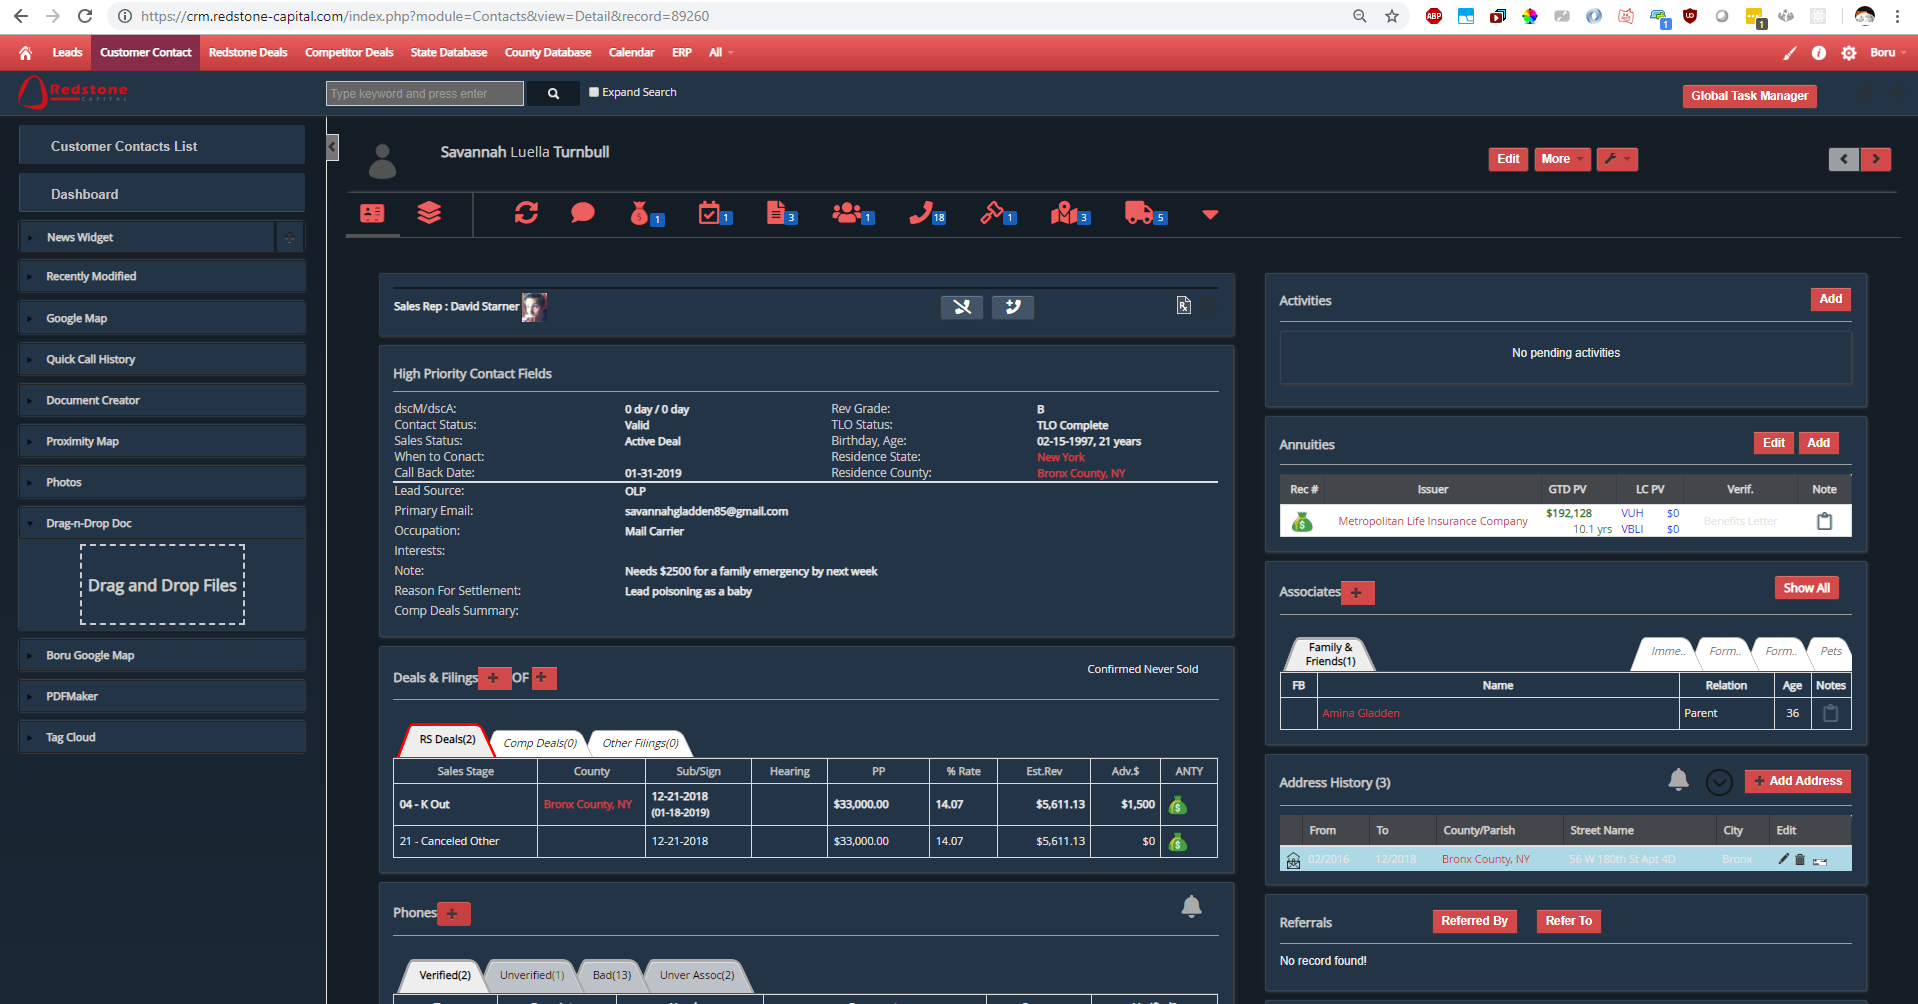 https://crm.redstone-capital.com/index.php?module=Contacts&view=Detail&record=89260
Leads Customer Contact Redstone Deals Competitor Deals State Database County Database Calendar ERP All Boru
Redstone
CAPITAL
Type keyword and press enter
Expand Search
Global Task Manager
Customer Contacts List
Dashboard
News Widget
Recently Modified
Google Map
Quick Call History
Document Creator
Proximity Map
Photos
Drag-n-Drop Doc
Drag and Drop Files
Boru Google Map
PDFMaker
Tag Cloud
Savannah Luella Turnbull
Edit More
1 1 3 1 18 1 3 5
Sales Rep : David Starner
High Priority Contact Fields
dscM/dscA: 0 day / 0 day Rev Grade: B
Contact Status: Valid TLO Status: TLO Complete
Sales Status: Active Deal Birthday, Age: 02-15-1997, 21 years
When to Conact: Residence State: New York
Call Back Date: 01-31-2019 Residence County: Bronx County, NY
Lead Source: OLP
Primary Email: savannahgladden85@gmail.com
Occupation: Mail Carrier
Interests:
Note: Needs $2500 for a family emergency by next week
Reason For Settlement: Lead poisoning as a baby
Comp Deals Summary:
Deals & Filings + OF + Confirmed Never Sold
RS Deals(2) Comp Deals(0) Other Filings(0)
Sales Stage County Sub/Sign Hearing PP % Rate Est.Rev Adv.$ ANTY
04 - K Out Bronx County, NY 12-21-2018 (01-18-2019) $33,000.00 14.07 $5,611.13 $1,500
21 - Canceled Other 12-21-2018 $33,000.00 14.07 $5,611.13 $0
Phones +
Verified(2) Unverified(1) Bad(13) Unver Assoc(2)
Activities Add
No pending activities
Annuities Edit Add
Rec # Issuer GTD PV LC PV Verif. Note
Metropolitan Life Insurance Company $192,128 VUH $0 Benefits Letter
10.1 yrs VBLI $0
Associates + Show All
Family & Friends(1) Imme.. Form.. Form.. Pets
FB Name Relation Age Notes
Amina Gladden Parent 36
Address History (3) + Add Address
From To County/Parish Street Name City Edit
02/2016 12/2018 Bronx County, NY 56 W 180th St Apt 4D Bronx
Referrals Referred By Refer To
No record found!